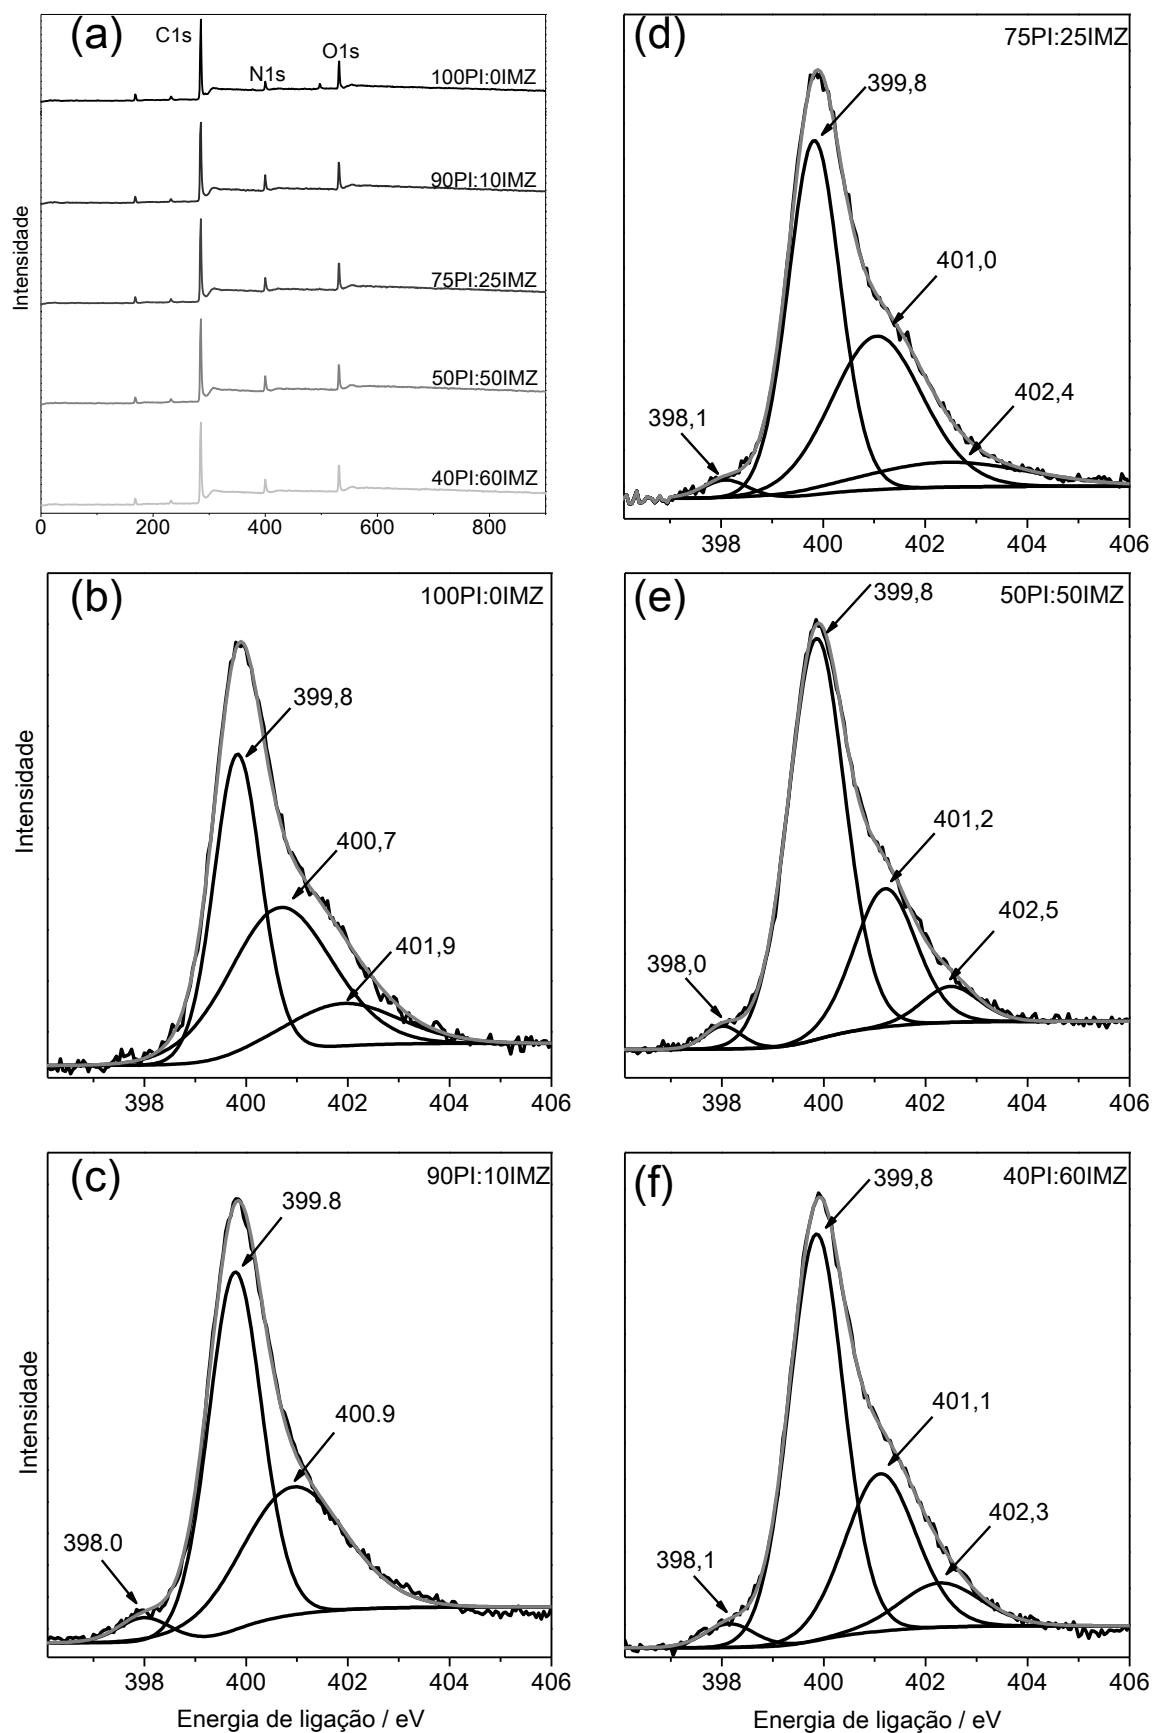 (a)
C1s
N1s
O1s
100PI:0IMZ
90PI:10IMZ
75PI:25IMZ
50PI:50IMZ
40PI:60IMZ
Intensidade
0 200 400 600 800
(b)
100PI:0IMZ
399,8
400,7
401,9
Intensidade
398 400 402 404 406
(c)
90PI:10IMZ
399.8
400.9
398.0
Intensidade
398 400 402 404 406
Energia de ligação / eV
(d)
75PI:25IMZ
399,8
401,0
402,4
398,1
398 400 402 404 406
(e)
50PI:50IMZ
399,8
401,2
402,5
398,0
398 400 402 404 406
(f)
40PI:60IMZ
399,8
401,1
402,3
398,1
398 400 402 404 406
Energia de ligação / eV